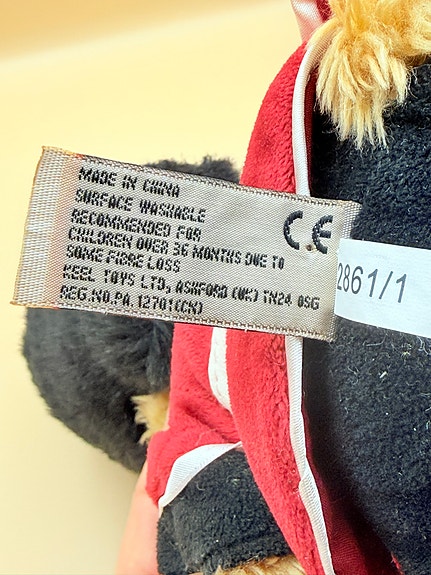 MADE IN CHINA
SURFACE WASHABLE
RECOMMENDED FOR
CHILDREN OVER 36 MONTHS DUE TO
SOME FIBRE LOSS
KEEL TOYS LTD, ASHFORD (UK) TN24 0SG
REG.NO.PA 12701(CN)
CE
2861/1